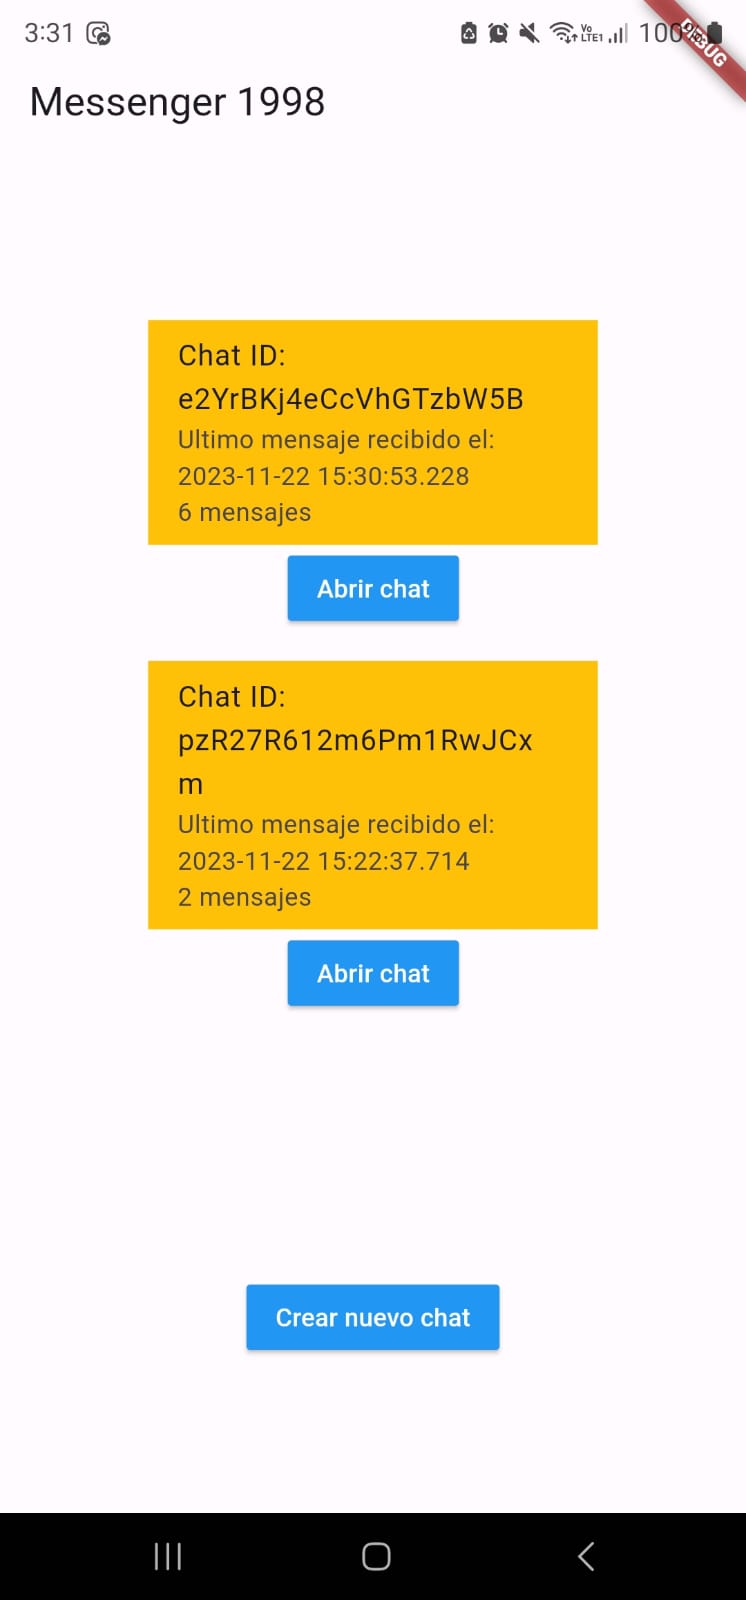 3:31
Vo
LTE1
100%
DEBUG
Messenger 1998
Chat ID:
e2YrBKj4eCcVhGTzbW5B
Ultimo mensaje recibido el:
2023-11-22 15:30:53.228
6 mensajes
Abrir chat
Chat ID:
pzR27R612m6Pm1RwJCx
m
Ultimo mensaje recibido el:
2023-11-22 15:22:37.714
2 mensajes
Abrir chat
Crear nuevo chat